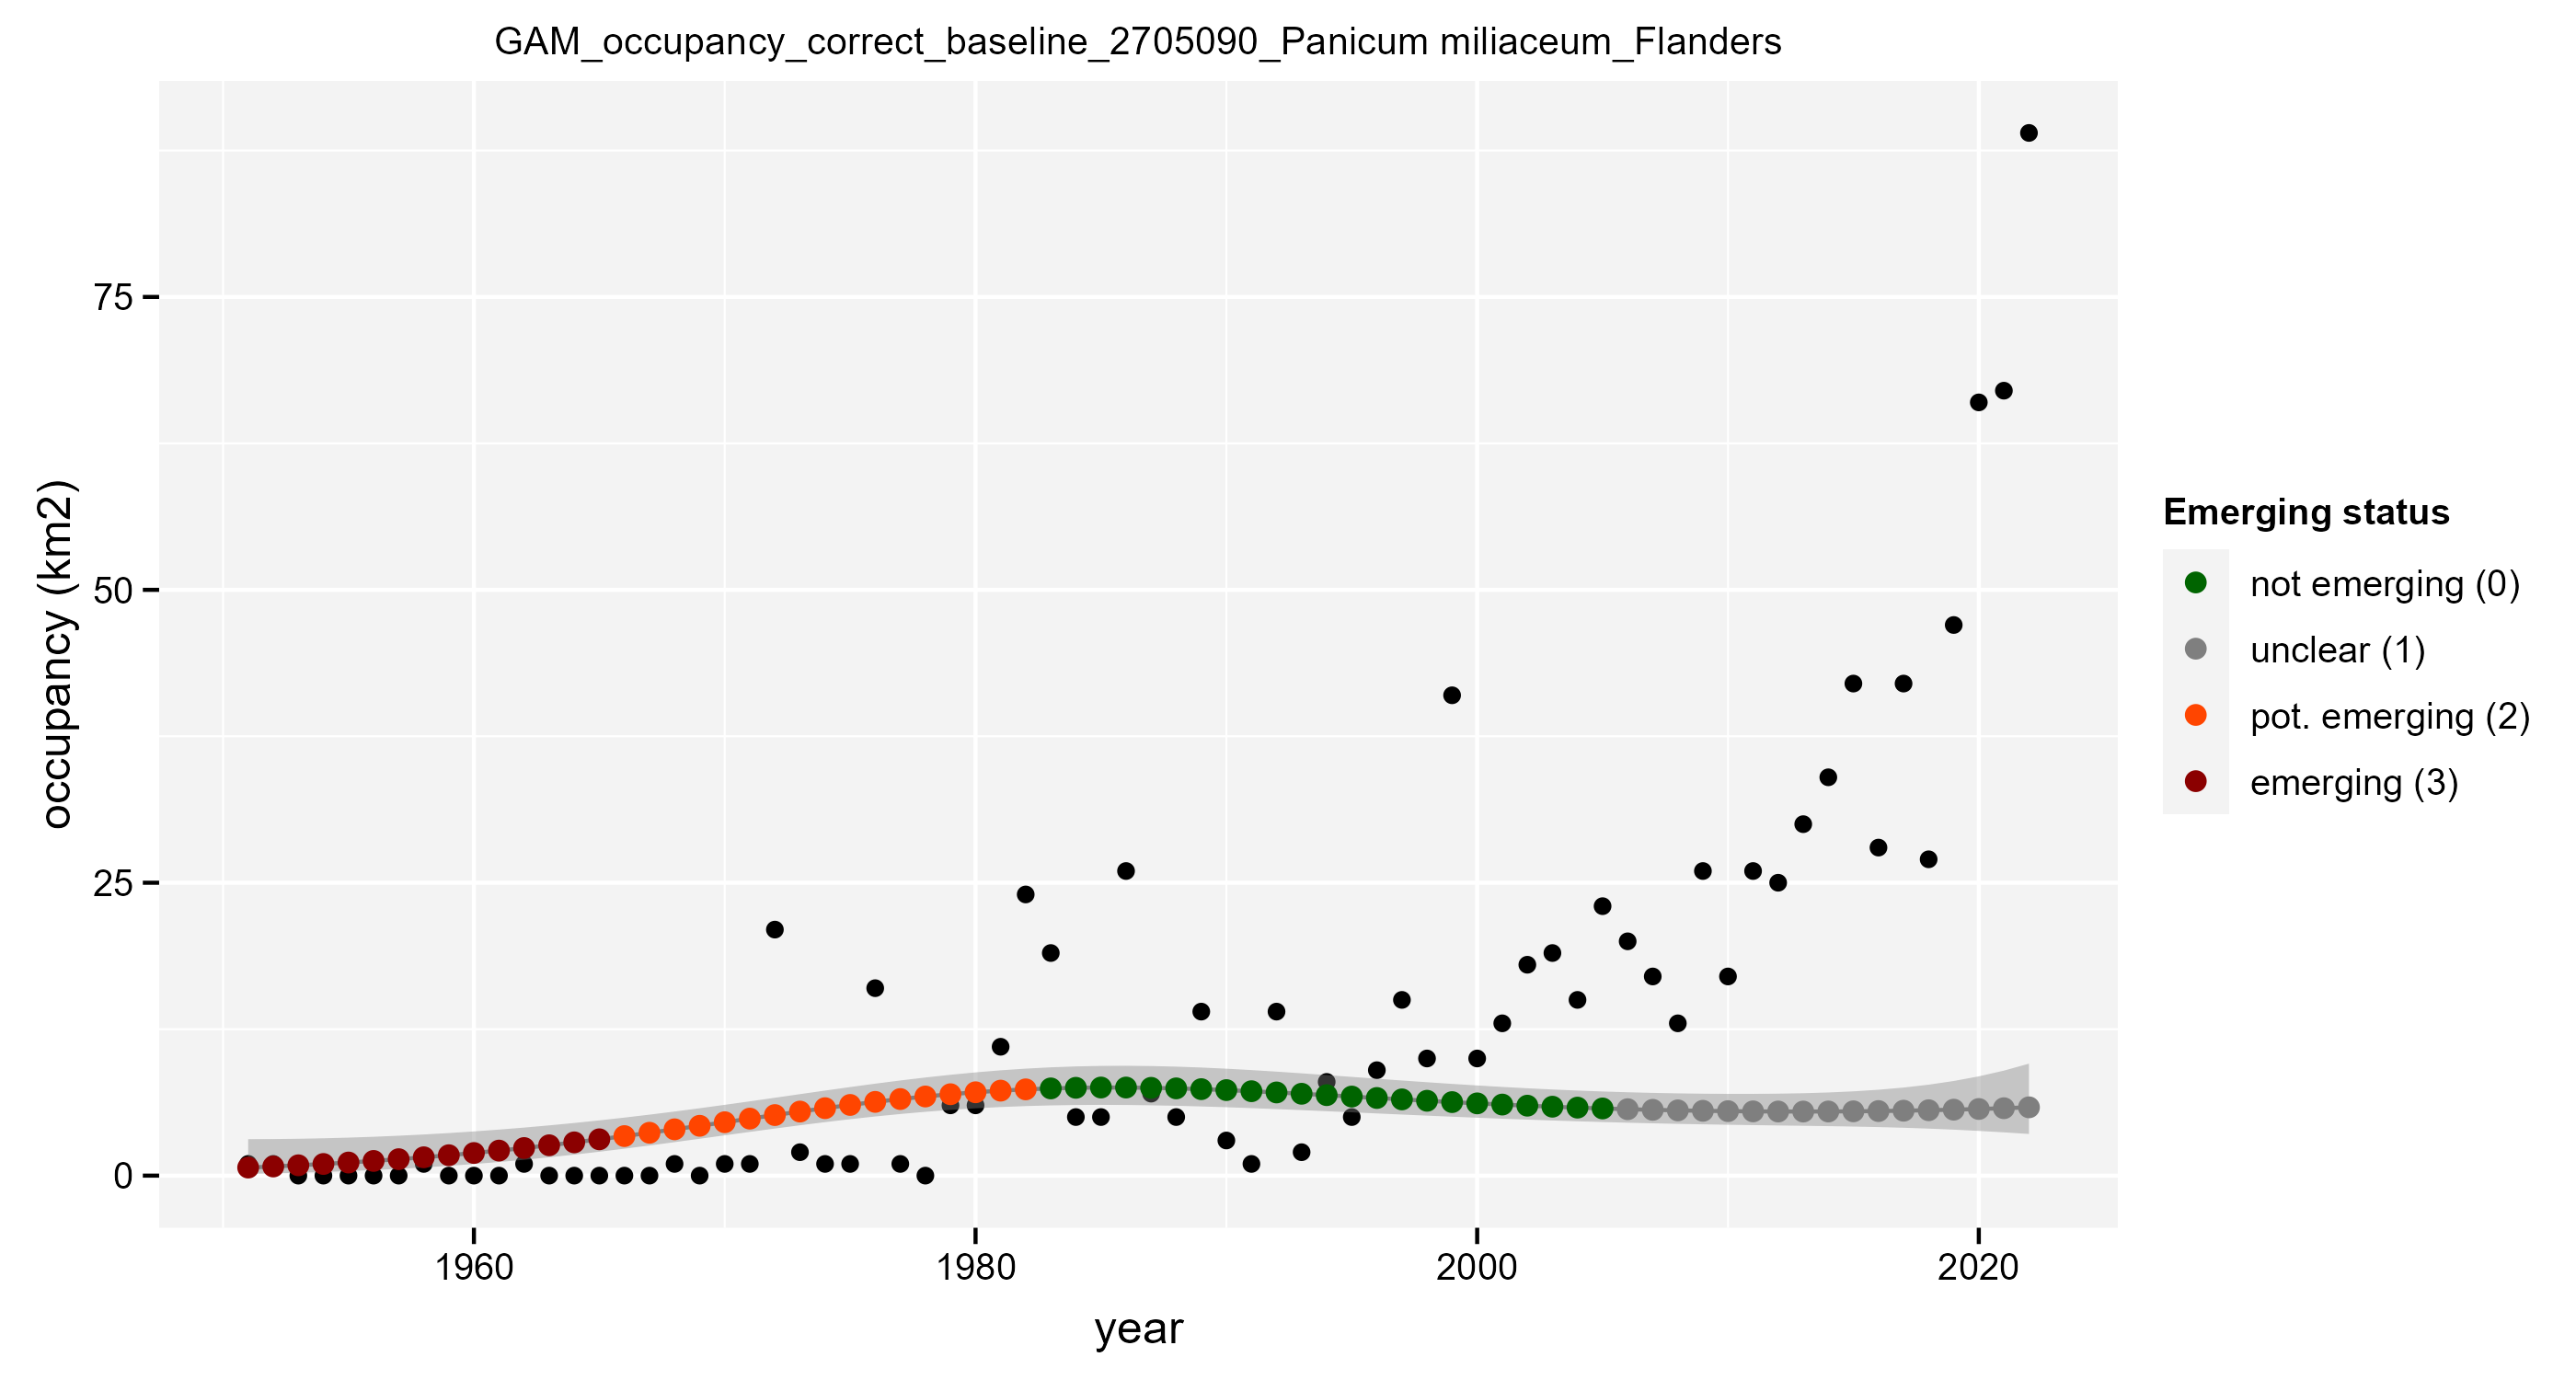 GAM_occupancy_correct_baseline_2705090_Panicum miliaceum_Flanders
occupancy (km2)
75
50
25
0
1960
1980
2000
2020
year
Emerging status
not emerging (0)
unclear (1)
pot. emerging (2)
emerging (3)